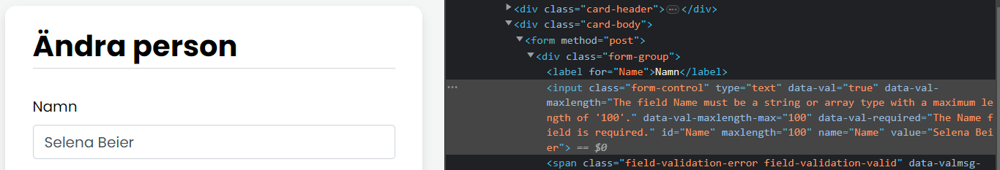 Ändra person
Namn
Selena Beier
<div class="card-header">…</div>
<div class="card-body">
<form method="post">
<div class="form-group">
<label for="Name">Namn</label>
<input class="form-control" type="text" data-val="true" data-val-
maxlength="The field Name must be a string or array type with a maximum le
ngth of '100'." data-val-maxlength-max="100" data-val-required="The Name f
ield is required." id="Name" maxlength="100" name="Name" value="Selena Bei
er"> == $0
<span class="field-validation-error field-validation-valid" data-valmsg-